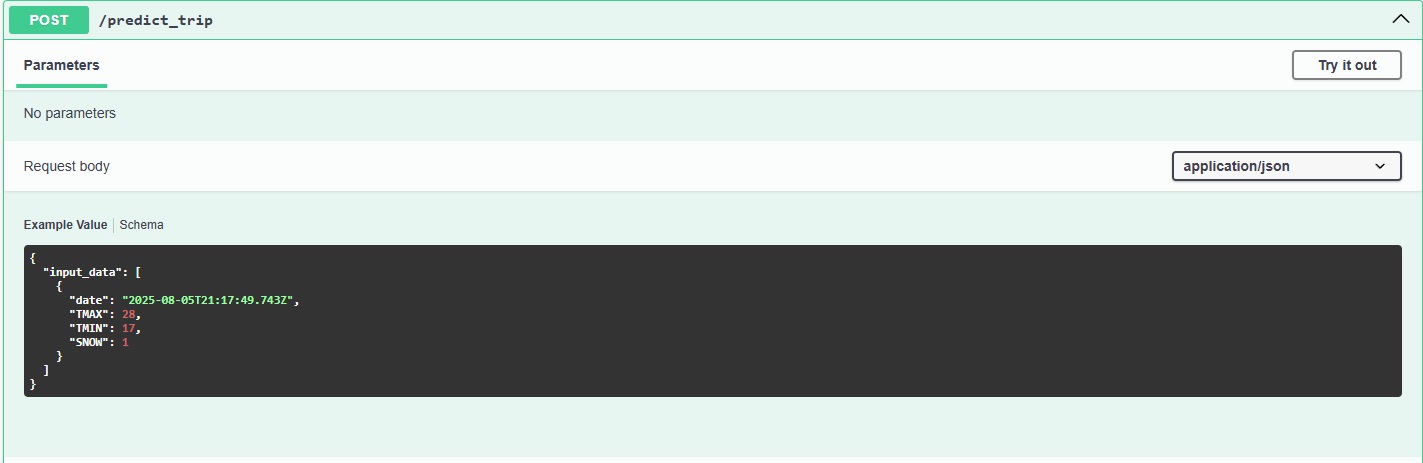 POST /predict_trip
Parameters
Try it out
No parameters
Request body
application/json
Example Value Schema
{
  "input_data": [
    {
      "date": "2025-08-05T21:17:49.743Z",
      "TMAX": 28,
      "TMIN": 17,
      "SNOW": 1
    }
  ]
}